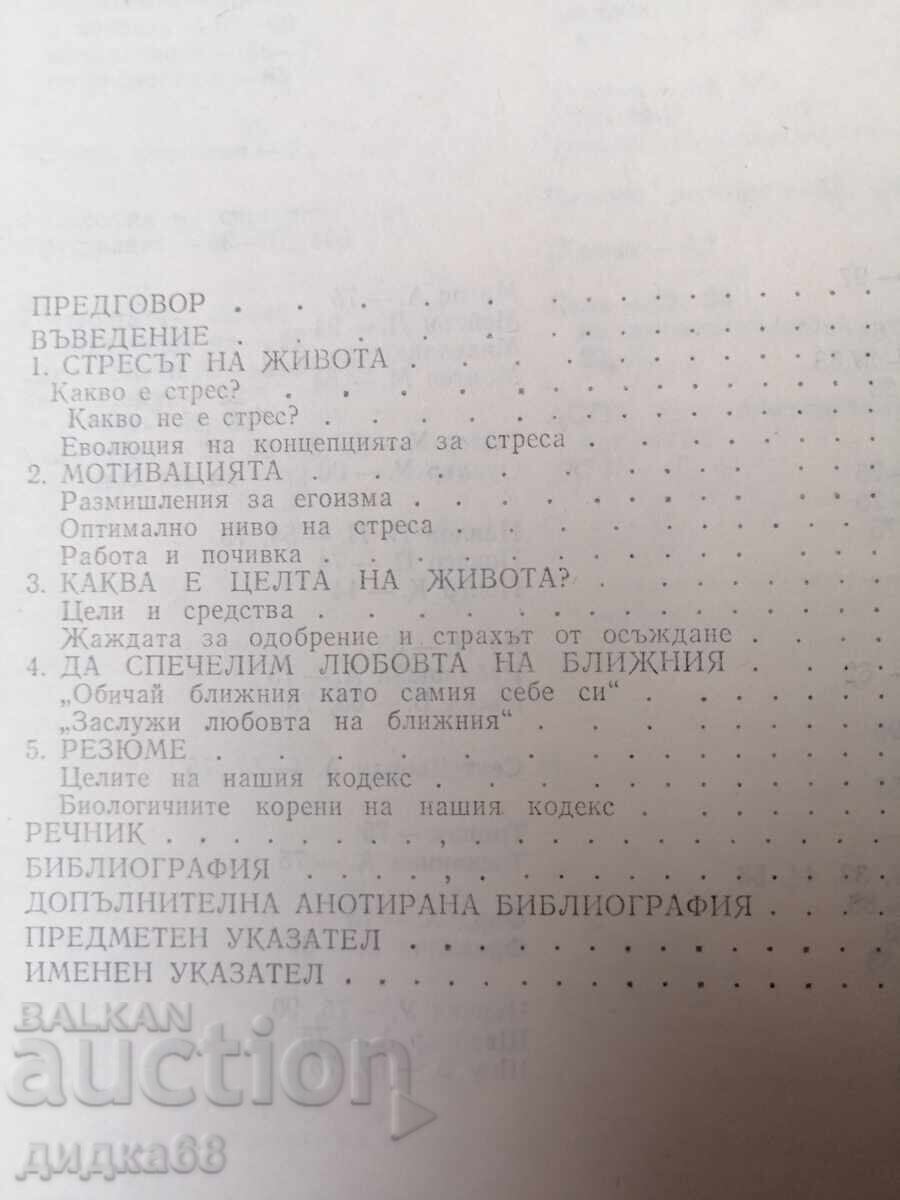 ПРЕДГОВОР
ВЪВЕДЕНИЕ
1. СТРЕСЪТ НА ЖИВОТА
Какво е стрес?
Какво не е стрес?
Еволюция на концепцията за стреса
2. МОТИВАЦИЯТА
Размишления за егоизма
Оптимално ниво на стреса
Работа и почивка
3. КАКВА Е ЦЕЛТА НА ЖИВОТА?
Цели и средства
Жаждата за одобрение и страхът от осъждане
4. ДА СПЕЧЕЛИМ ЛЮБОВТА НА БЛИЖНИЯ
„Обичай ближния като самия себе си“
„Заслужи любовта на ближния“
5. РЕЗЮМЕ
Целите на нашия кодекс
Биологичните корени на нашия кодекс
РЕЧНИК
БИБЛИОГРАФИЯ
ДОПЪЛНИТЕЛНА АНОТИРАНА БИБЛИОГРАФИЯ
ПРЕДМЕТЕН УКАЗАТЕЛ
ИМЕНЕН УКАЗАТЕЛ
BALKAN
auction
дидка68